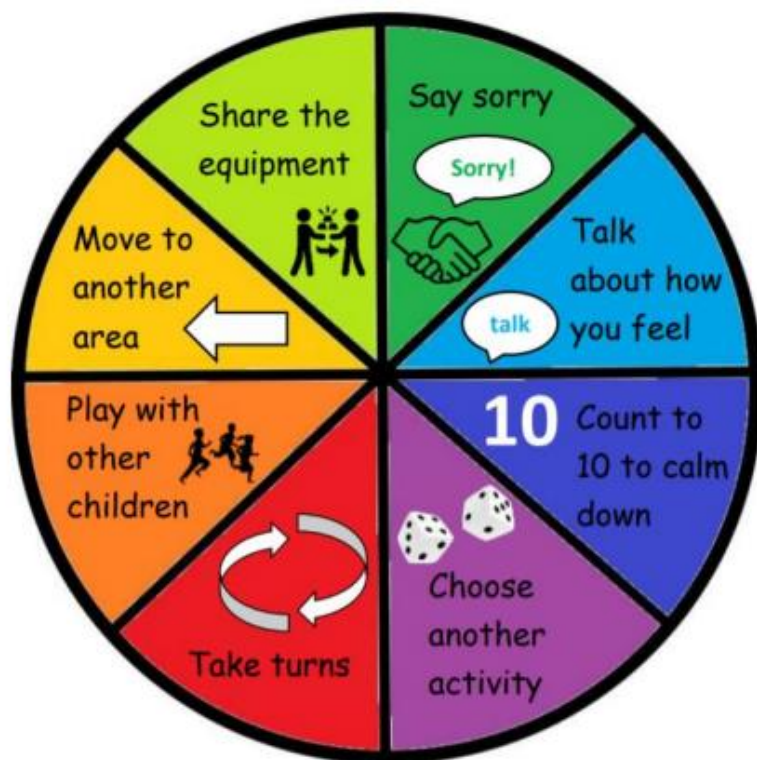 Say sorry
Sorry!
Talk
about how
you feel
talk
10
Count to
10 to calm
down
Choose
another
activity
Take turns
Play with
other
children
Move to
another
area
Share the
equipment